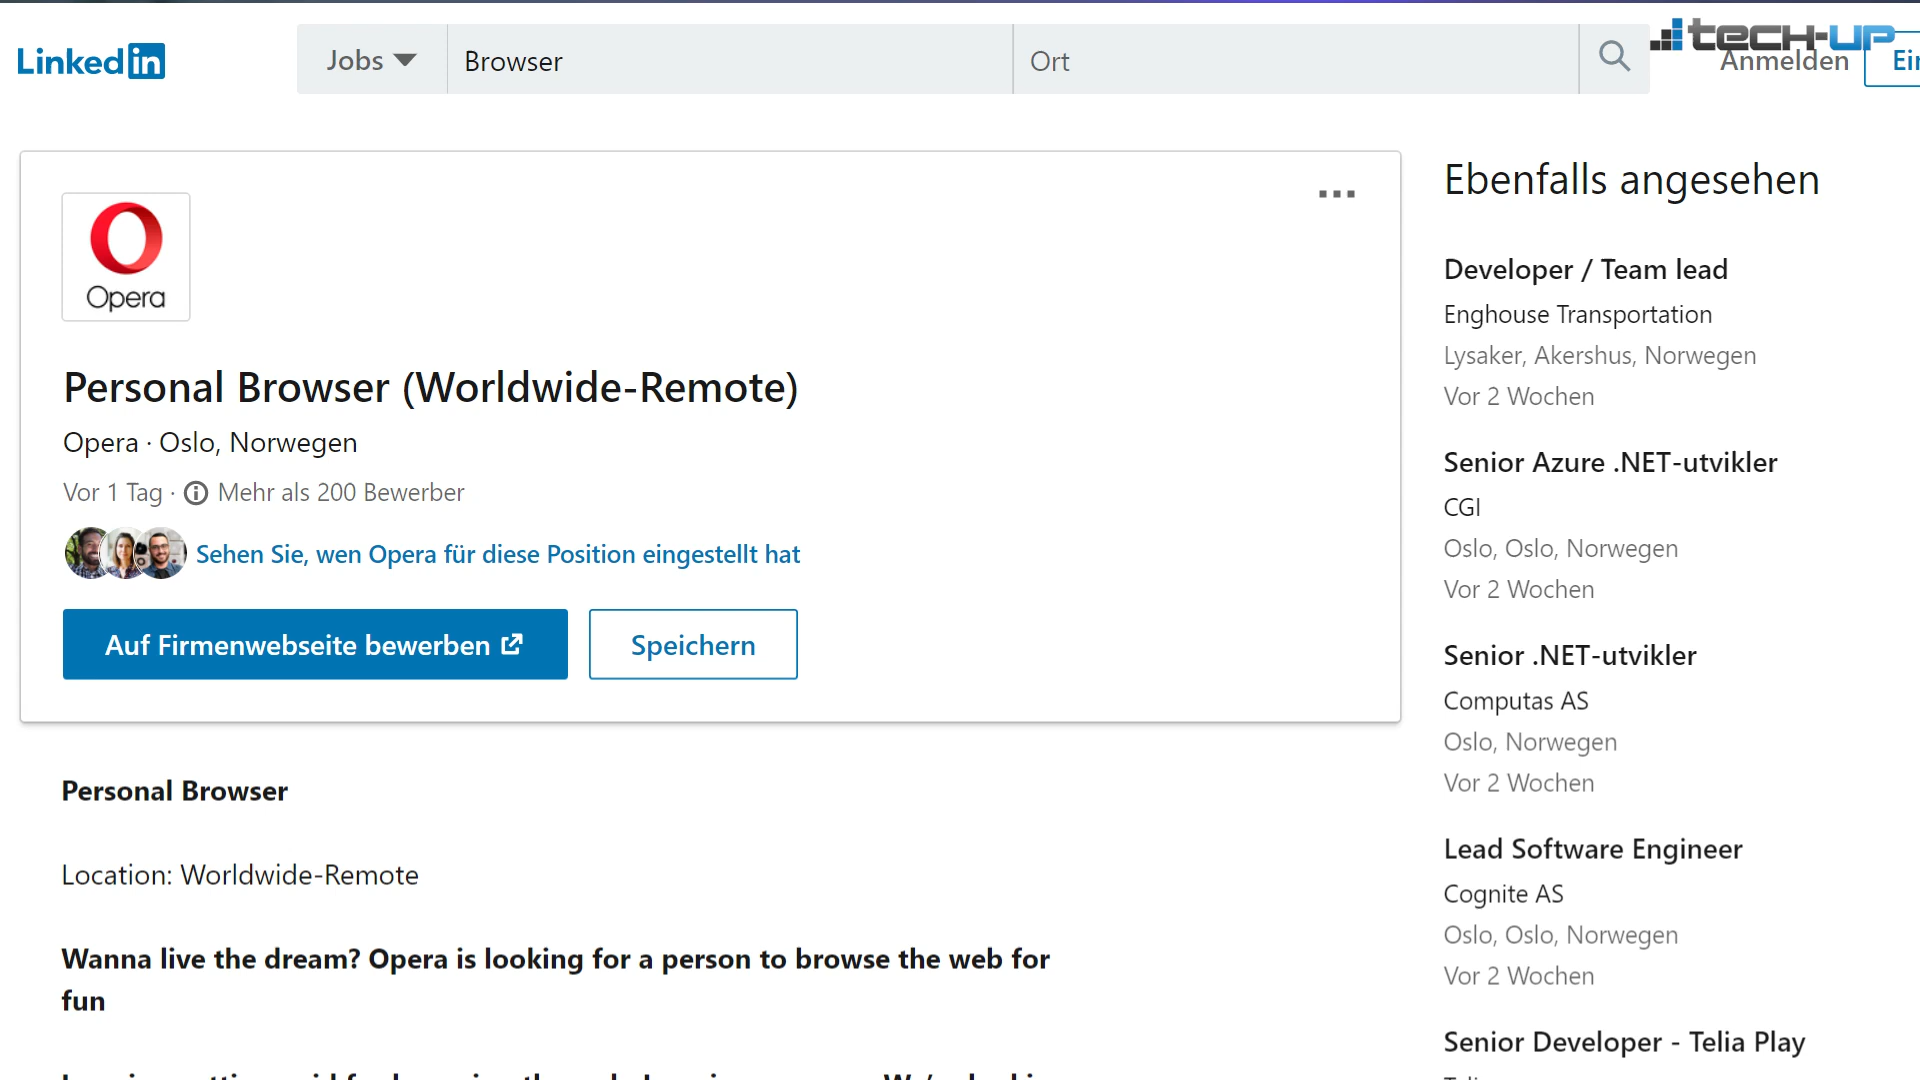 LinkedIn
Jobs
Browser
Ort
tech-up
Anmelden
Opera
Personal Browser (Worldwide-Remote)
Opera · Oslo, Norwegen
Vor 1 Tag · Mehr als 200 Bewerber
Sehen Sie, wen Opera für diese Position eingestellt hat
Auf Firmenwebseite bewerben
Speichern
Personal Browser
Location: Worldwide-Remote
Wanna live the dream? Opera is looking for a person to browse the web for
fun
Ebenfalls angesehen
Developer / Team lead
Enghouse Transportation
Lysaker, Akershus, Norwegen
Vor 2 Wochen
Senior Azure .NET-utvikler
CGI
Oslo, Oslo, Norwegen
Vor 2 Wochen
Senior .NET-utvikler
Computas AS
Oslo, Norwegen
Vor 2 Wochen
Lead Software Engineer
Cognite AS
Oslo, Oslo, Norwegen
Vor 2 Wochen
Senior Developer - Telia Play